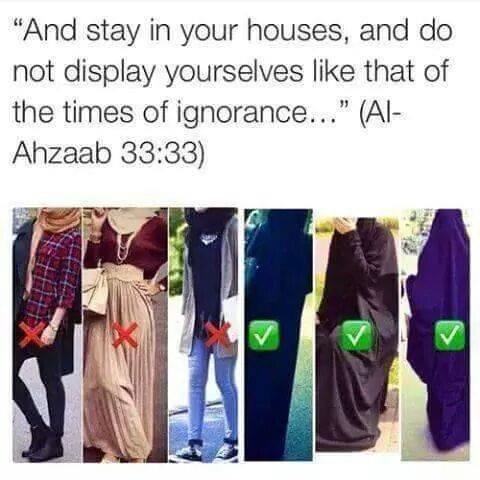 “And stay in your houses, and do
not display yourselves like that of
the times of ignorance...” (Al-
Ahzaab 33:33)